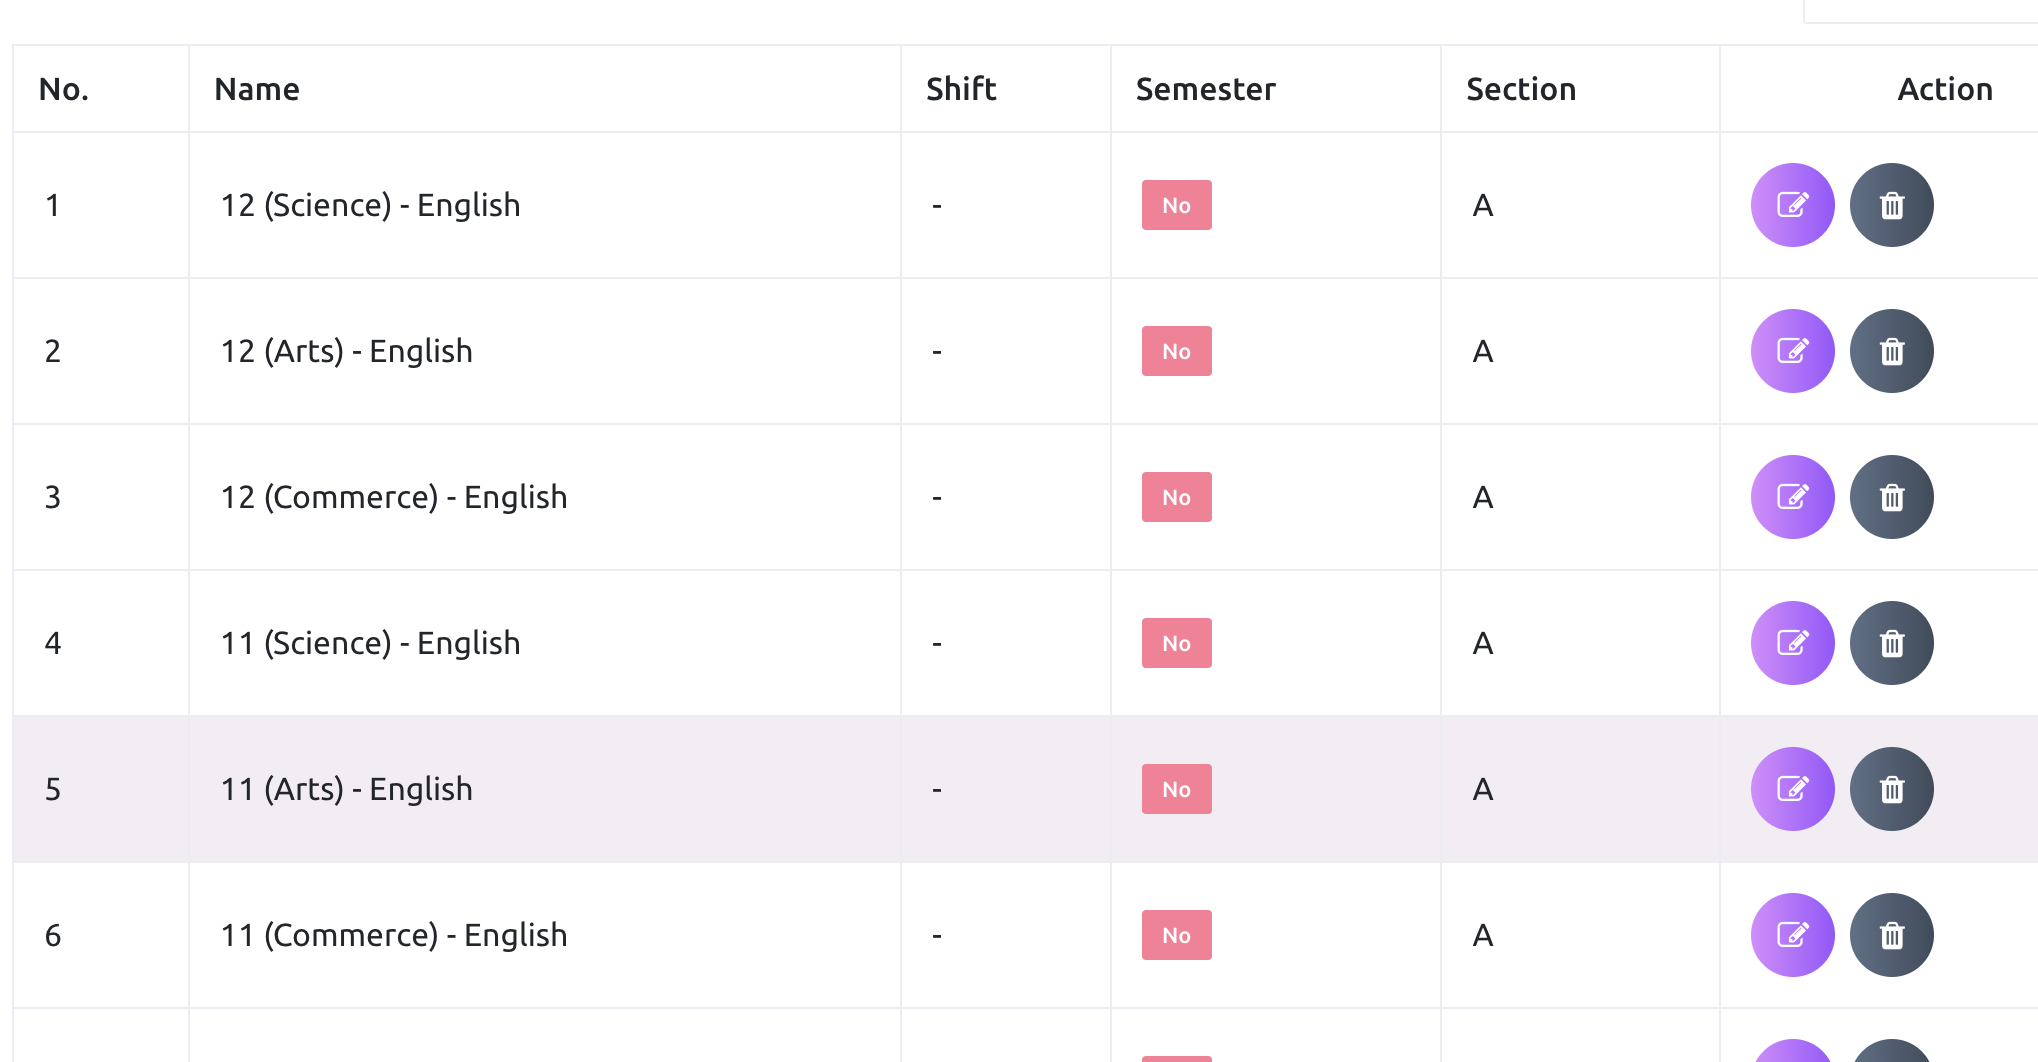 No. Name Shift Semester Section Action
1 12 (Science) - English - No A
2 12 (Arts) - English - No A
3 12 (Commerce) - English - No A
4 11 (Science) - English - No A
5 11 (Arts) - English - No A
6 11 (Commerce) - English - No A